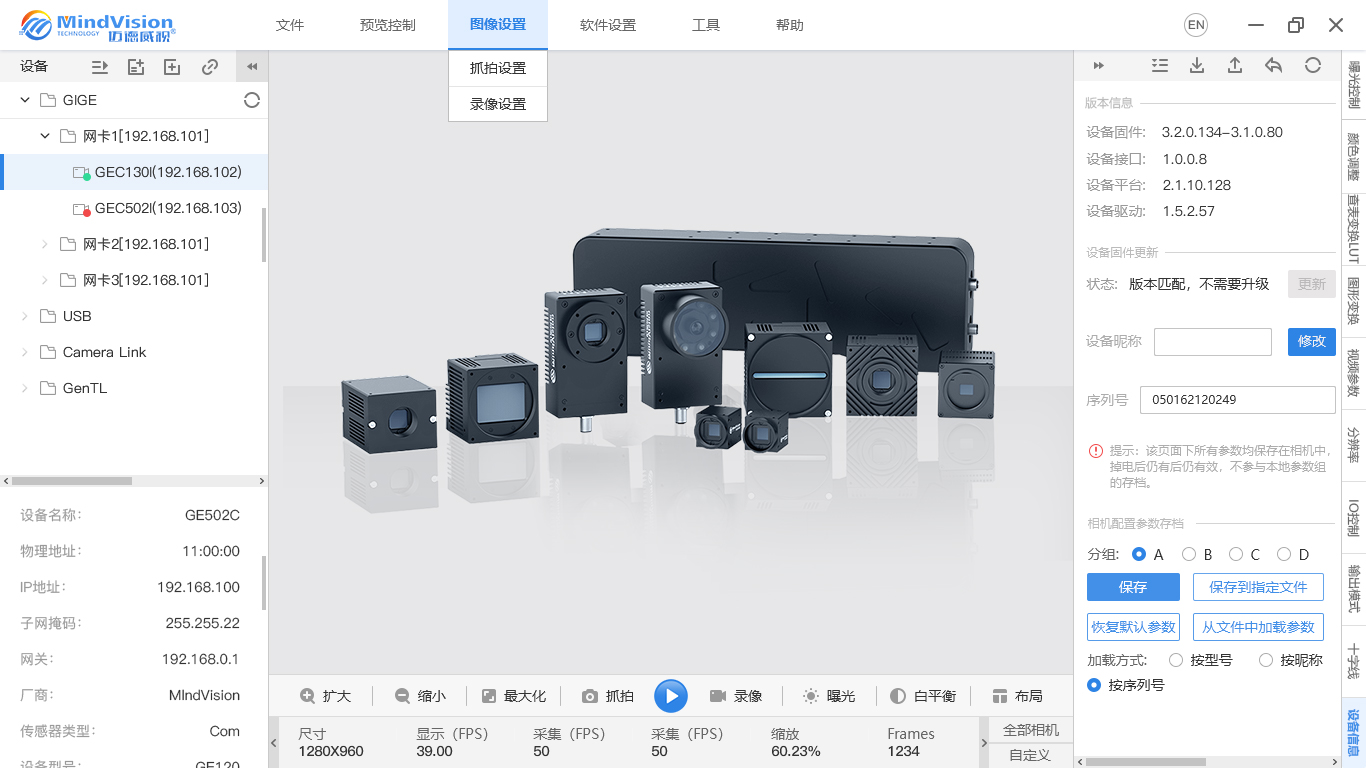 MindVision
TECHNOLOGY 迈德威视®
文件
预览控制
图像设置
软件设置
工具
帮助
EN
抓拍设置
录像设置
设备
GIGE
网卡1[192.168.101]
GEC130I(192.168.102)
GEC502I(192.168.103)
网卡2[192.168.101]
网卡3[192.168.101]
USB
Camera Link
GenTL
设备名称: GE502C
物理地址: 11:00:00
IP地址: 192.168.100
子网掩码: 255.255.22
网关: 192.168.0.1
厂商: MIndVision
传感器类型: Com
设备型号: GE120
MindVision
MindVision
扩大
缩小
最大化
抓拍
录像
曝光
白平衡
布局
尺寸
1280X960
显示（FPS）
39.00
采集（FPS）
50
采集（FPS）
50
缩放
60.23%
Frames
1234
全部相机
自定义
版本信息
设备固件: 3.2.0.134-3.1.0.80
设备接口: 1.0.0.8
设备平台: 2.1.10.128
设备驱动: 1.5.2.57
设备固件更新
状态: 版本匹配，不需要升级 更新
设备昵称 修改
序列号 050162120249
提示：该页面下所有参数均保存在相机中，
掉电后仍有后仍有效，不参与本地参数组
的存档。
相机配置参数存档
分组: A B C D
保存 保存到指定文件
恢复默认参数 从文件中加载参数
加载方式: 按型号 按昵称
按序列号
曝光控制
颜色调整
查表变换LUT
图形变换
视频参数
分辨率
IO控制
输出模式
十字线
设备信息